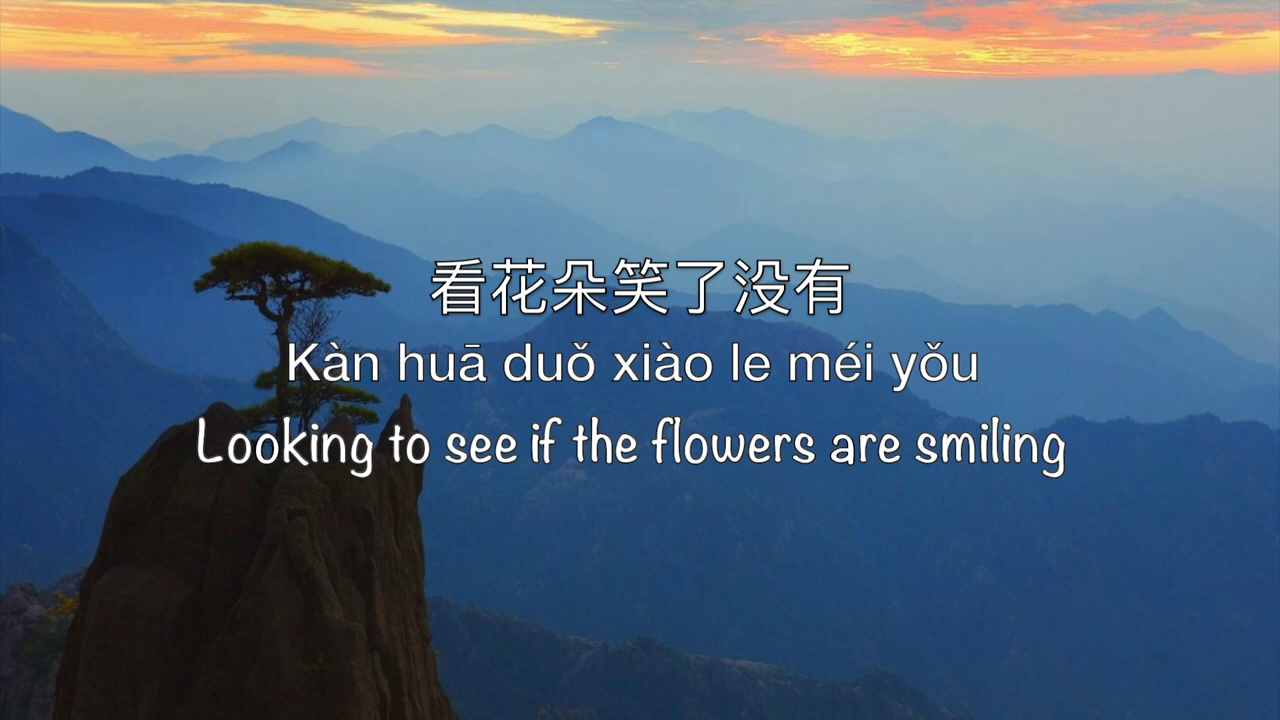 看花朵笑了没有
Kàn huā duǒ xiào le méi yǒu
Looking to see if the flowers are smiling